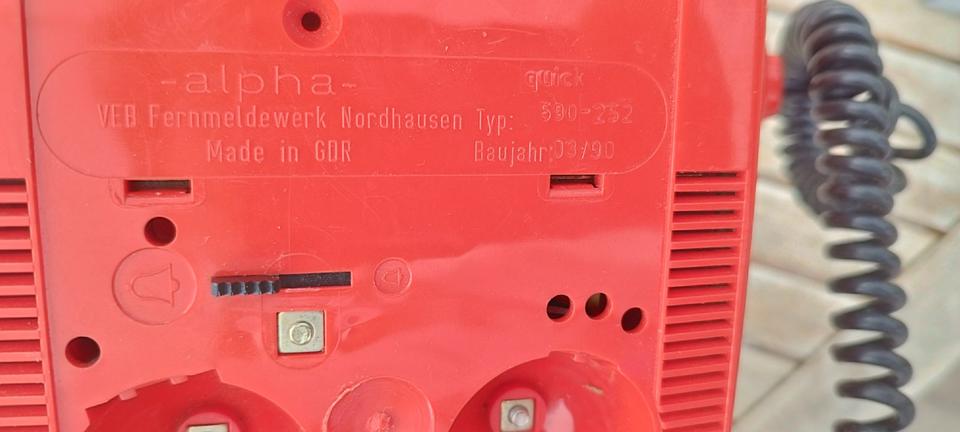 -alpha- quick
VEB Fernmeldewerk Nordhausen Typ: 590-252
Made in GDR Baujahr: 03/90